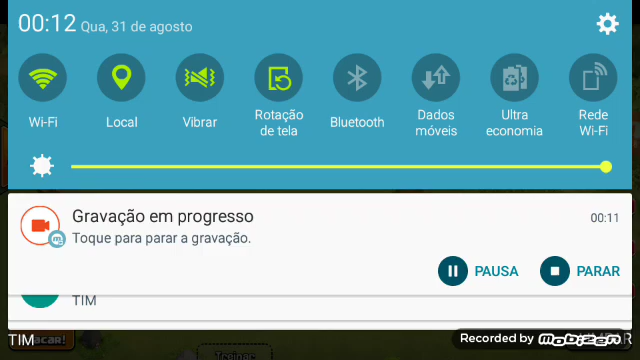 00:12 Qua, 31 de agosto
Wi-Fi
Local
Vibrar
Rotação
de tela
Bluetooth
Dados
móveis
Ultra
economia
Rede
Wi-Fi
Gravação em progresso
00:11
Toque para parar a gravação.
PAUSA
PARAR
TIM
TIM
Recorded by mobizen